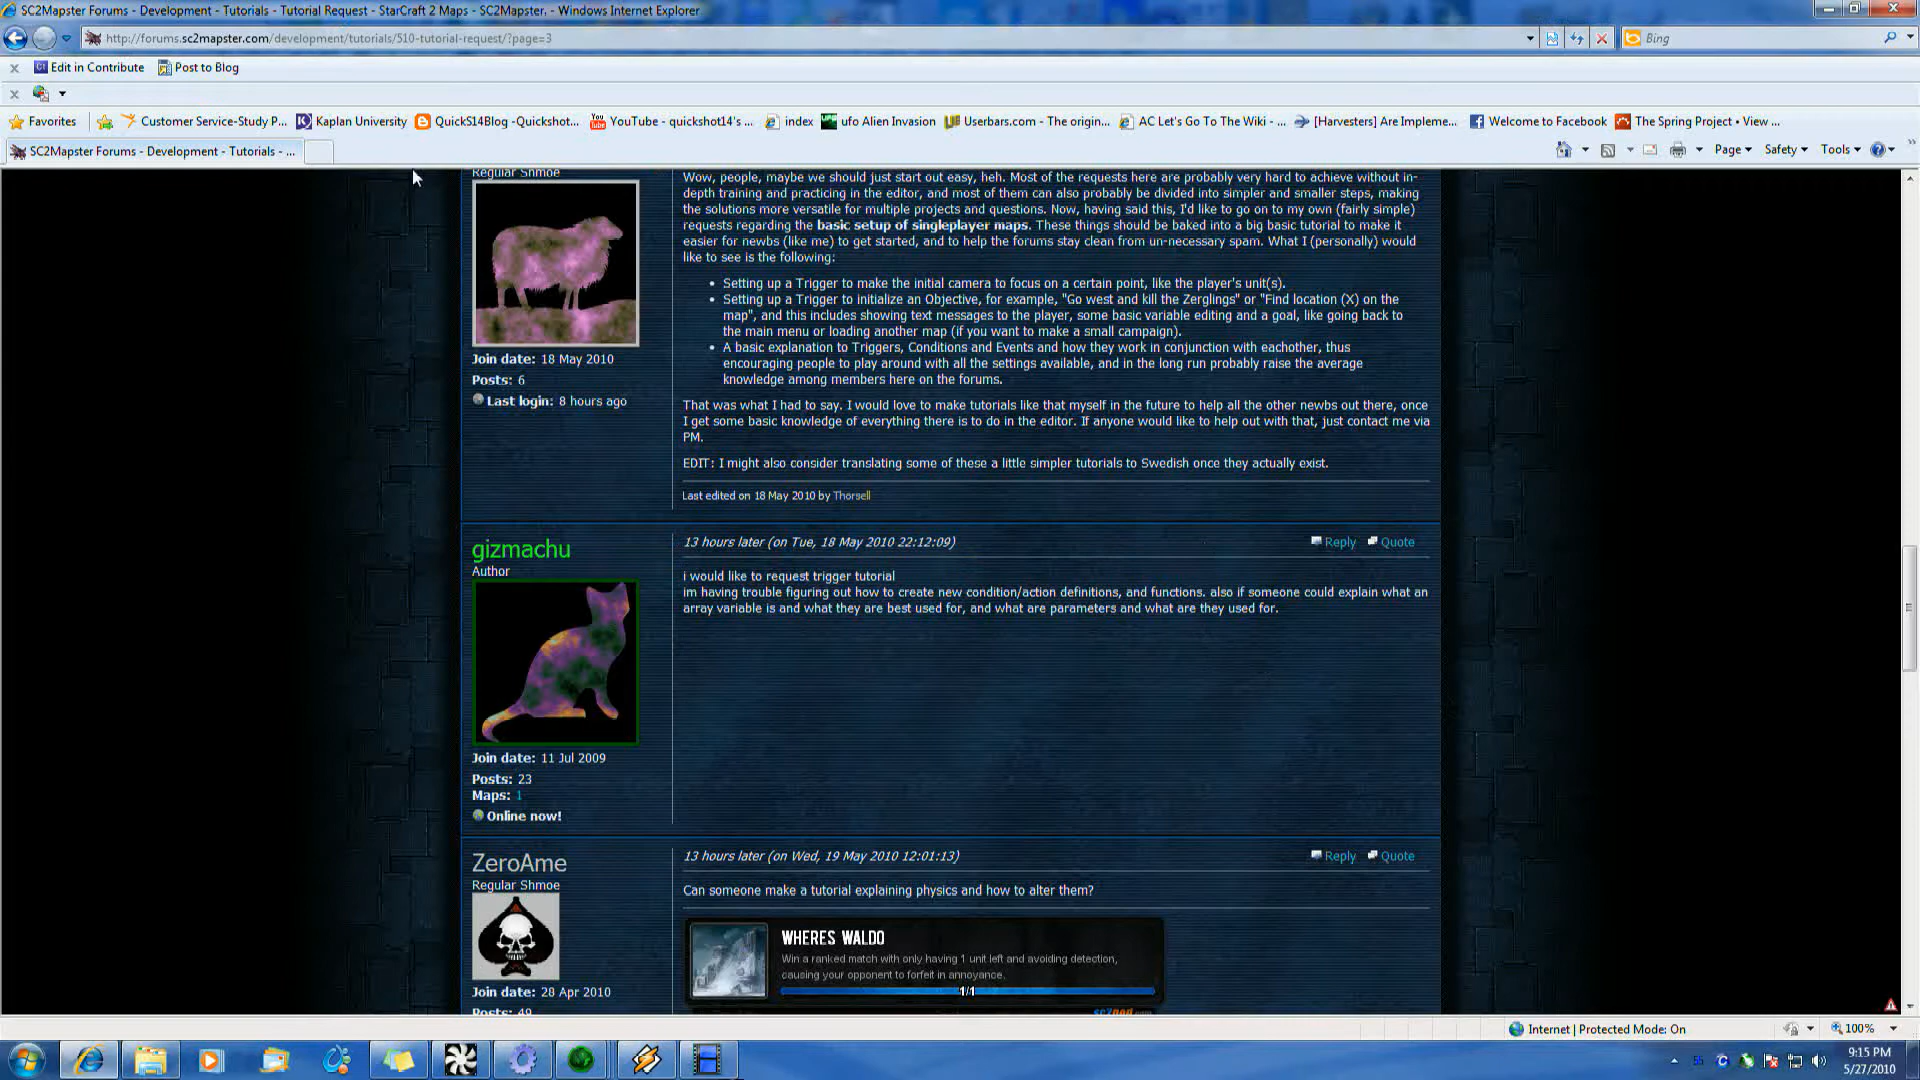 SC2Mapster Forums - Development - Tutorials - Tutorial Request - StarCraft 2 Maps - SC2Mapster. - Windows Internet Explorer
http://forums.sc2mapster.com/development/tutorials/510-tutorial-request/?page=3
Bing
x Edit in Contribute Post to Blog
x
Favorites Customer Service-Study P... Kaplan University QuickS14Blog -Quickshot... YouTube - quickshot14's ... index ufo Alien Invasion Userbars.com - The origin... AC Let's Go To The Wiki - ... [Harvesters] Are Impleme... Welcome to Facebook The Spring Project • View ...
SC2Mapster Forums - Development - Tutorials - ...
Page Safety Tools
Regular Shmoe
Join date: 18 May 2010
Posts: 6
Last login: 8 hours ago
Wow, people, maybe we should just start out easy, heh. Most of the requests here are probably very hard to achieve without in-
depth training and practicing in the editor, and most of them can also probably be divided into simpler and smaller steps, making
the solutions more versatile for multiple projects and questions. Now, having said this, I'd like to go on to my own (fairly simple)
requests regarding the basic setup of singleplayer maps. These things should be baked into a big basic tutorial to make it
easier for newbs (like me) to get started, and to help the forums stay clean from un-necessary spam. What I (personally) would
like to see is the following:
• Setting up a Trigger to make the initial camera to focus on a certain point, like the player's unit(s).
• Setting up a Trigger to initialize an Objective, for example, "Go west and kill the Zerglings" or "Find location (X) on the
map", and this includes showing text messages to the player, some basic variable editing and a goal, like going back to
the main menu or loading another map (if you want to make a small campaign).
• A basic explanation to Triggers, Conditions and Events and how they work in conjunction with eachother, thus
encouraging people to play around with all the settings available, and in the long run probably raise the average
knowledge among members here on the forums.
That was what I had to say. I would love to make tutorials like that myself in the future to help all the other newbs out there, once
I get some basic knowledge of everything there is to do in the editor. If anyone would like to help out with that, just contact me via
PM.
EDIT: I might also consider translating some of these a little simpler tutorials to Swedish once they actually exist.
Last edited on 18 May 2010 by Thorsell
gizmachu
Author
Join date: 11 Jul 2009
Posts: 23
Maps: 1
Online now!
13 hours later (on Tue, 18 May 2010 22:12:09)
Reply Quote
i would like to request trigger tutorial
im having trouble figuring out how to create new condition/action definitions, and functions. also if someone could explain what an
array variable is and what they are best used for, and what are parameters and what are they used for.
ZeroAme
Regular Shmoe
Join date: 28 Apr 2010
Posts: 49
13 hours later (on Wed, 19 May 2010 12:01:13)
Reply Quote
Can someone make a tutorial explaining physics and how to alter them?
WHERES WALDO
Win a ranked match with only having 1 unit left and avoiding detection,
causing your opponent to forfeit in annoyance.
1/1
Internet | Protected Mode: On
100%
55
9:15 PM
5/27/2010